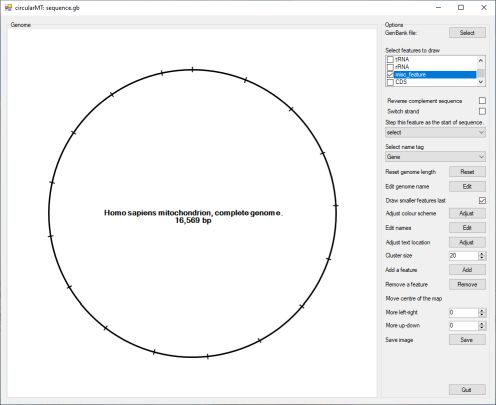 circularMT: sequence.gb
Genome
Homo sapiens mitochondrion, complete genome.
16,569 bp
Options
GenBank file: Select
Select features to draw
tRNA
rRNA
misc_feature
CDS
Reverse complement sequence
Switch strand
Step this feature as the start of sequence.
select
Select name tag
Gene
Reset genome length Reset
Edit genome name Edit
Draw smaller features last
Adjust colour scheme Adjust
Edit names Edit
Adjust text location Adjust
Cluster size 20
Add a feature Add
Remove a feature Remove
Move centre of the map
More left-right 0
More up-down 0
Save image Save
Quit